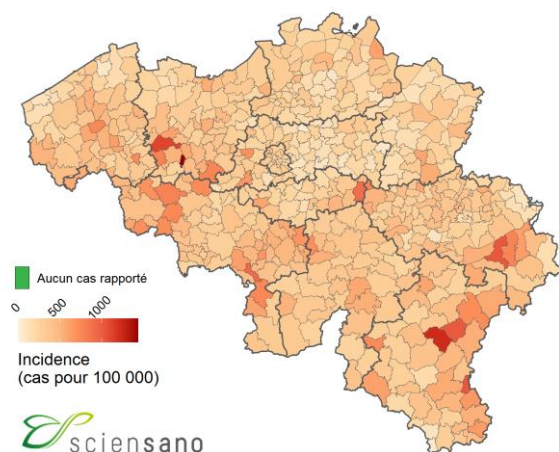 Aucun cas rapporté
0
500
1000
Incidence
(cas pour 100 000)
sciensano